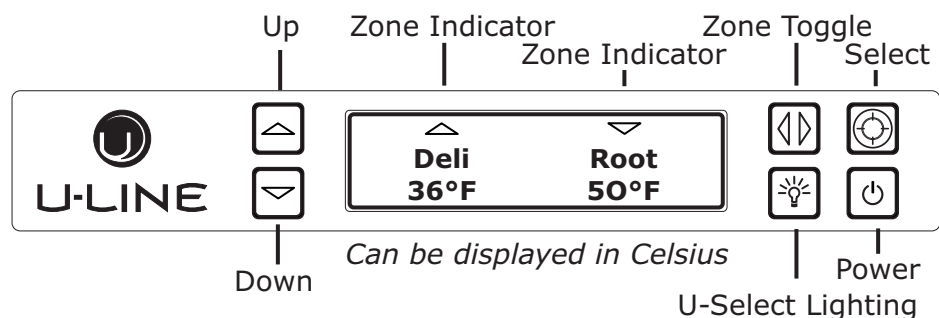 Up Zone Indicator Zone Toggle
Zone Indicator Select
U
Deli Root
36°F 50°F
U-LINE
Can be displayed in Celsius
Down Power
U-Select Lighting